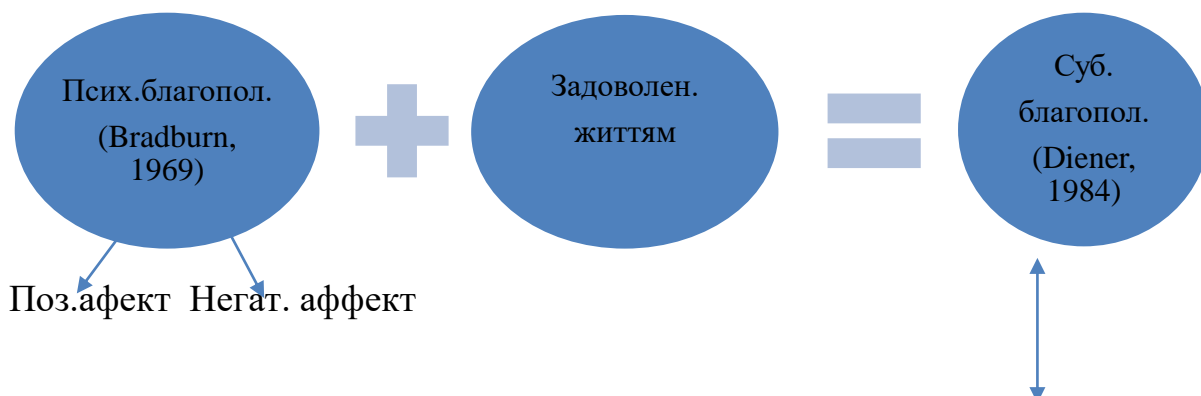 Псих.благопол.
(Bradburn,
1969)
Задоволен.
життям
Суб.
благопол.
(Diener,
1984)
Поз.афект Негат. аффект